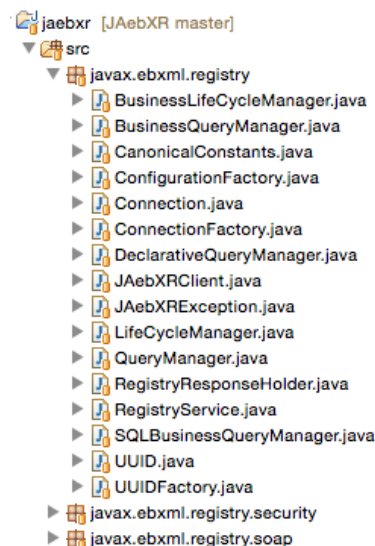 jaebxr [JAebXR master]
src
javax.ebxml.registry
BusinessLifeCycleManager.java
BusinessQueryManager.java
CanonicalConstants.java
ConfigurationFactory.java
Connection.java
ConnectionFactory.java
DeclarativeQueryManager.java
JAebXRClient.java
JAebXRException.java
LifeCycleManager.java
QueryManager.java
RegistryResponseHolder.java
RegistryService.java
SQLBusinessQueryManager.java
UUID.java
UUIDFactory.java
javax.ebxml.registry.security
javax.ebxml.registry.soap